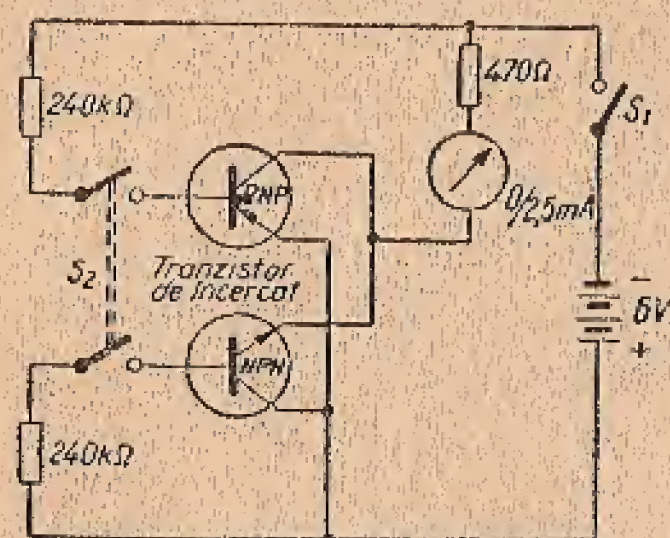 470Ω
240kΩ
S1
PNP
0/2,5mA
S2
Tranzistor
de încercat
-
6V
+
NPN
240kΩ